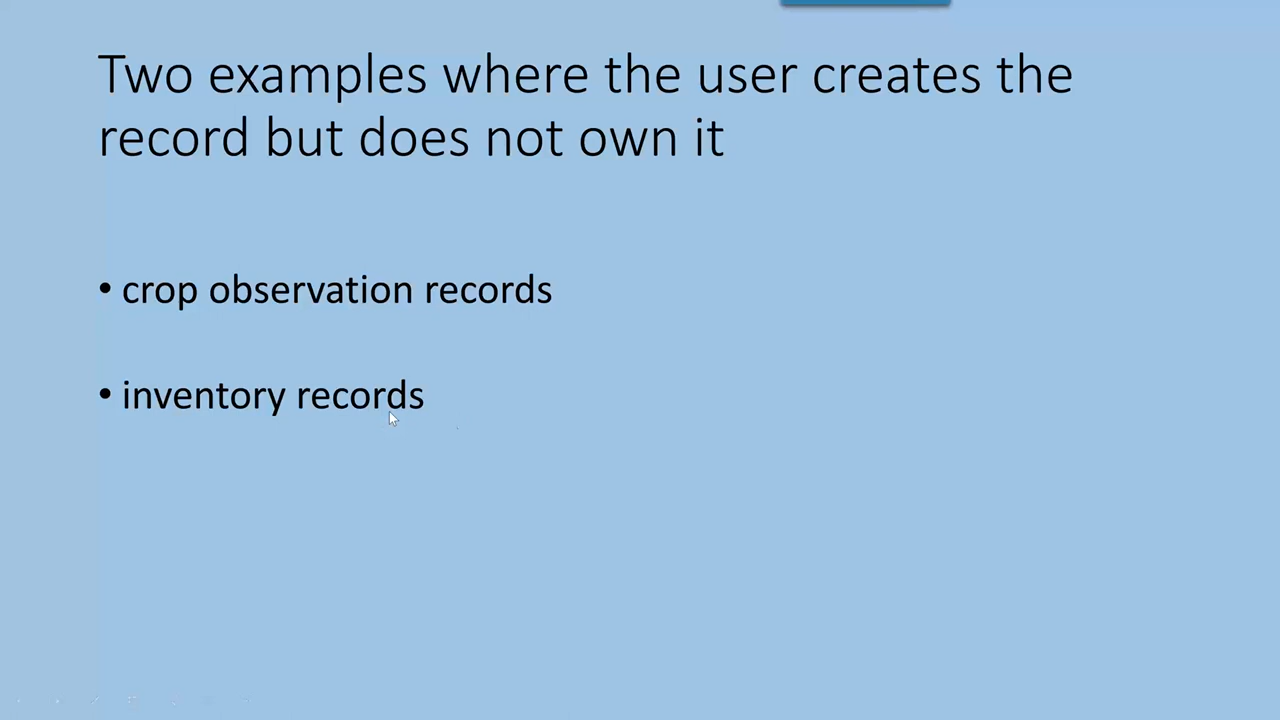 Two examples where the user creates the
record but does not own it
• crop observation records
• inventory records